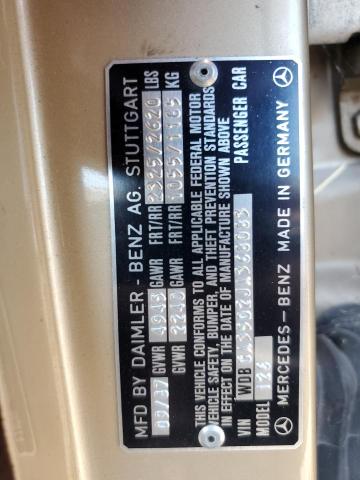 MFD BY DAIMLER-BENZ AG. STUTTGART
09/87 GVWR 4945 GAWR FRT/RR 2325/2620 LBS
GVWR 2240 GAWR FRT/RR 1055/1185 KG
THIS VEHICLE CONFORMS TO ALL APPLICABLE FEDERAL MOTOR
VEHICLE SAFETY, BUMPER, AND THEFT PREVENTION STANDARDS
IN EFFECT ON THE DATE OF MANUFACTURE SHOWN ABOVE
VIN WDB PASSENGER CAR
MODEL 126
MERCEDES-BENZ MADE IN GERMANY